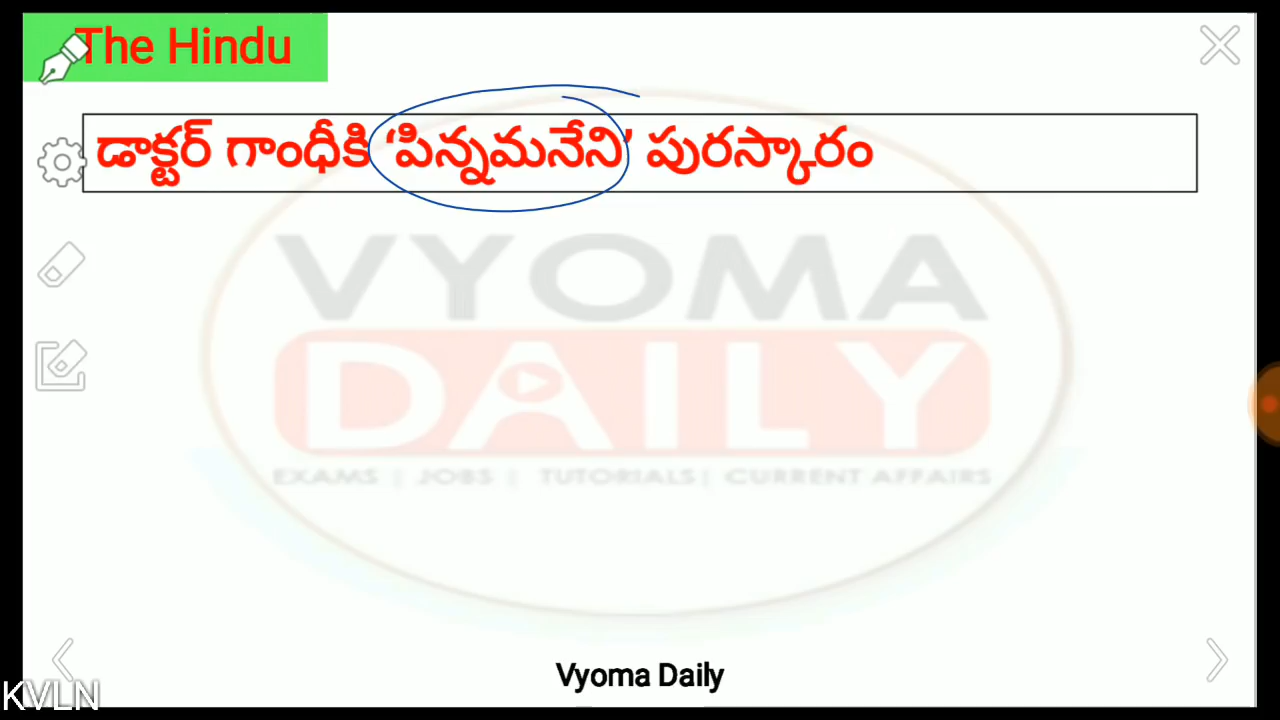 The Hindu
డాక్టర్ గాంధీకి ‘పిన్నమనేని’ పురస్కారం
VYOMA
DAILY
EXAMS | JOBS | TUTORIALS | CURRENT AFFAIRS
Vyoma Daily
KVLN